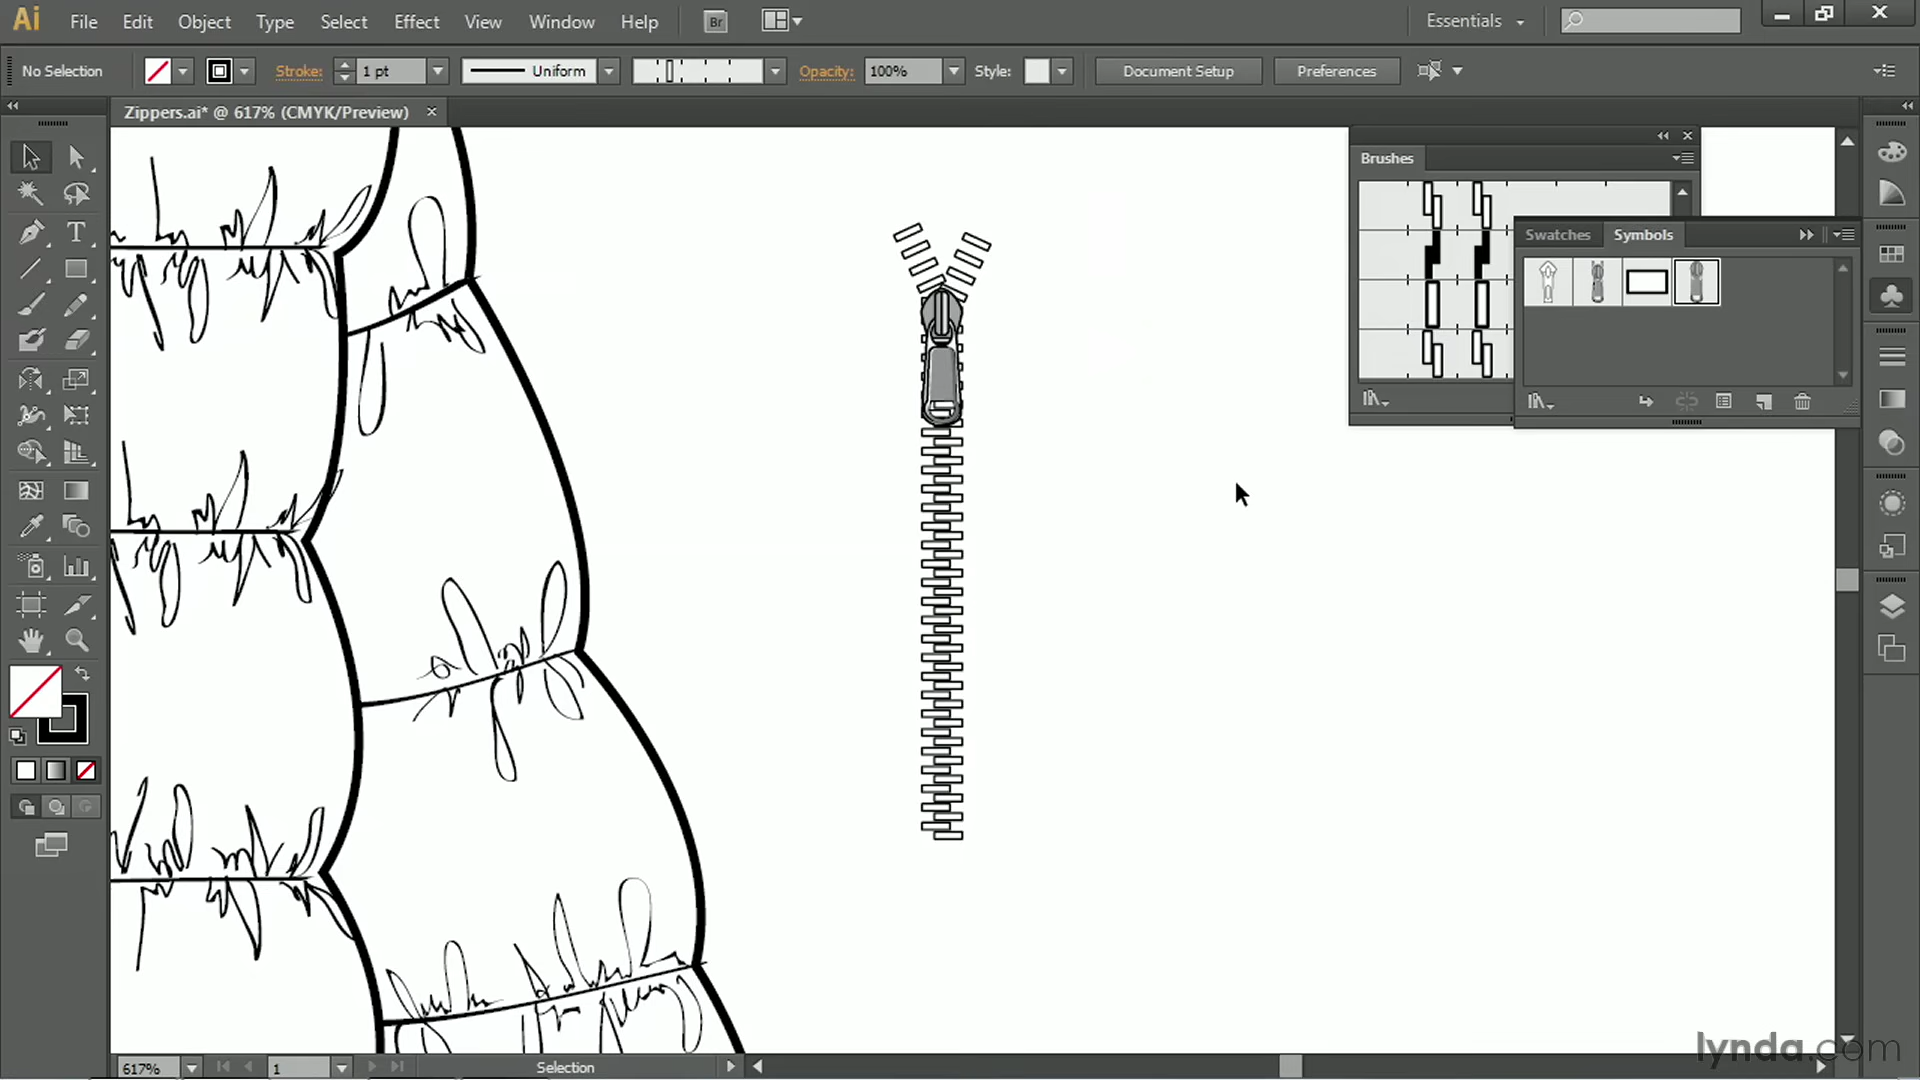 Ai File Edit Object Type Select Effect View Window Help Br Essentials
No Selection Stroke: 1 pt Uniform Opacity: 100% Style: Document Setup Preferences
Zippers.ai* @ 617% (CMYK/Preview)
Brushes
Swatches Symbols
T
617% 1 Selection
lynda.com